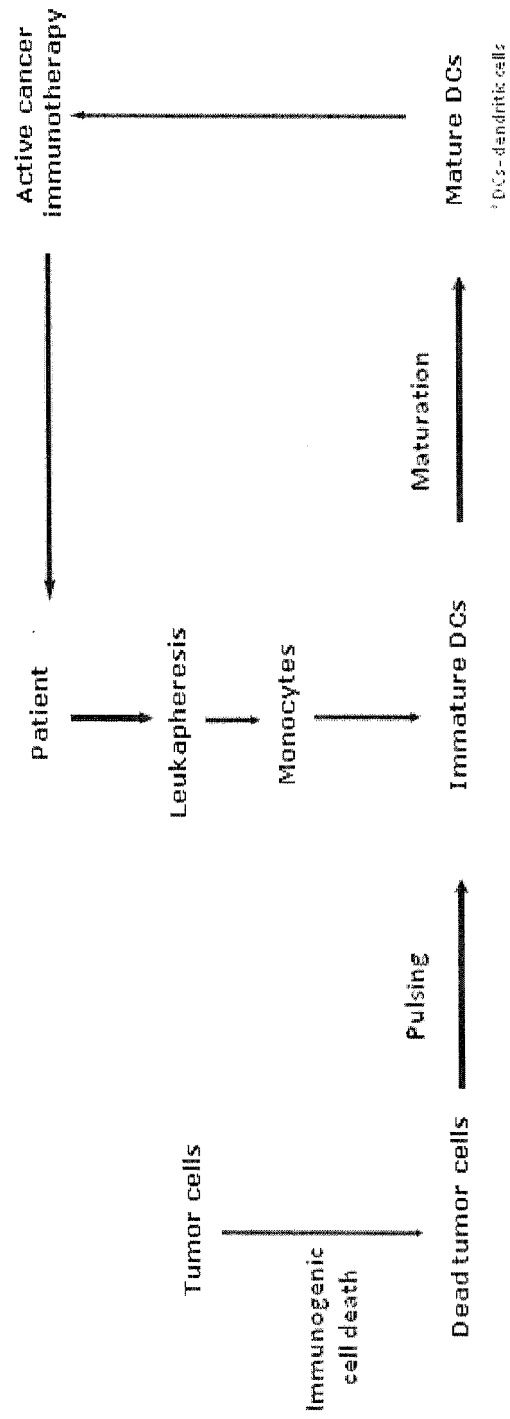 Patient
Active cancer
immunotherapy
Tumor cells
Leukapheresis
Monocytes
Immunogenic
cell death
Pulsing
Maturation
Dead tumor cells
Immature DCs
Mature DCs
* DCs - dendritic cells